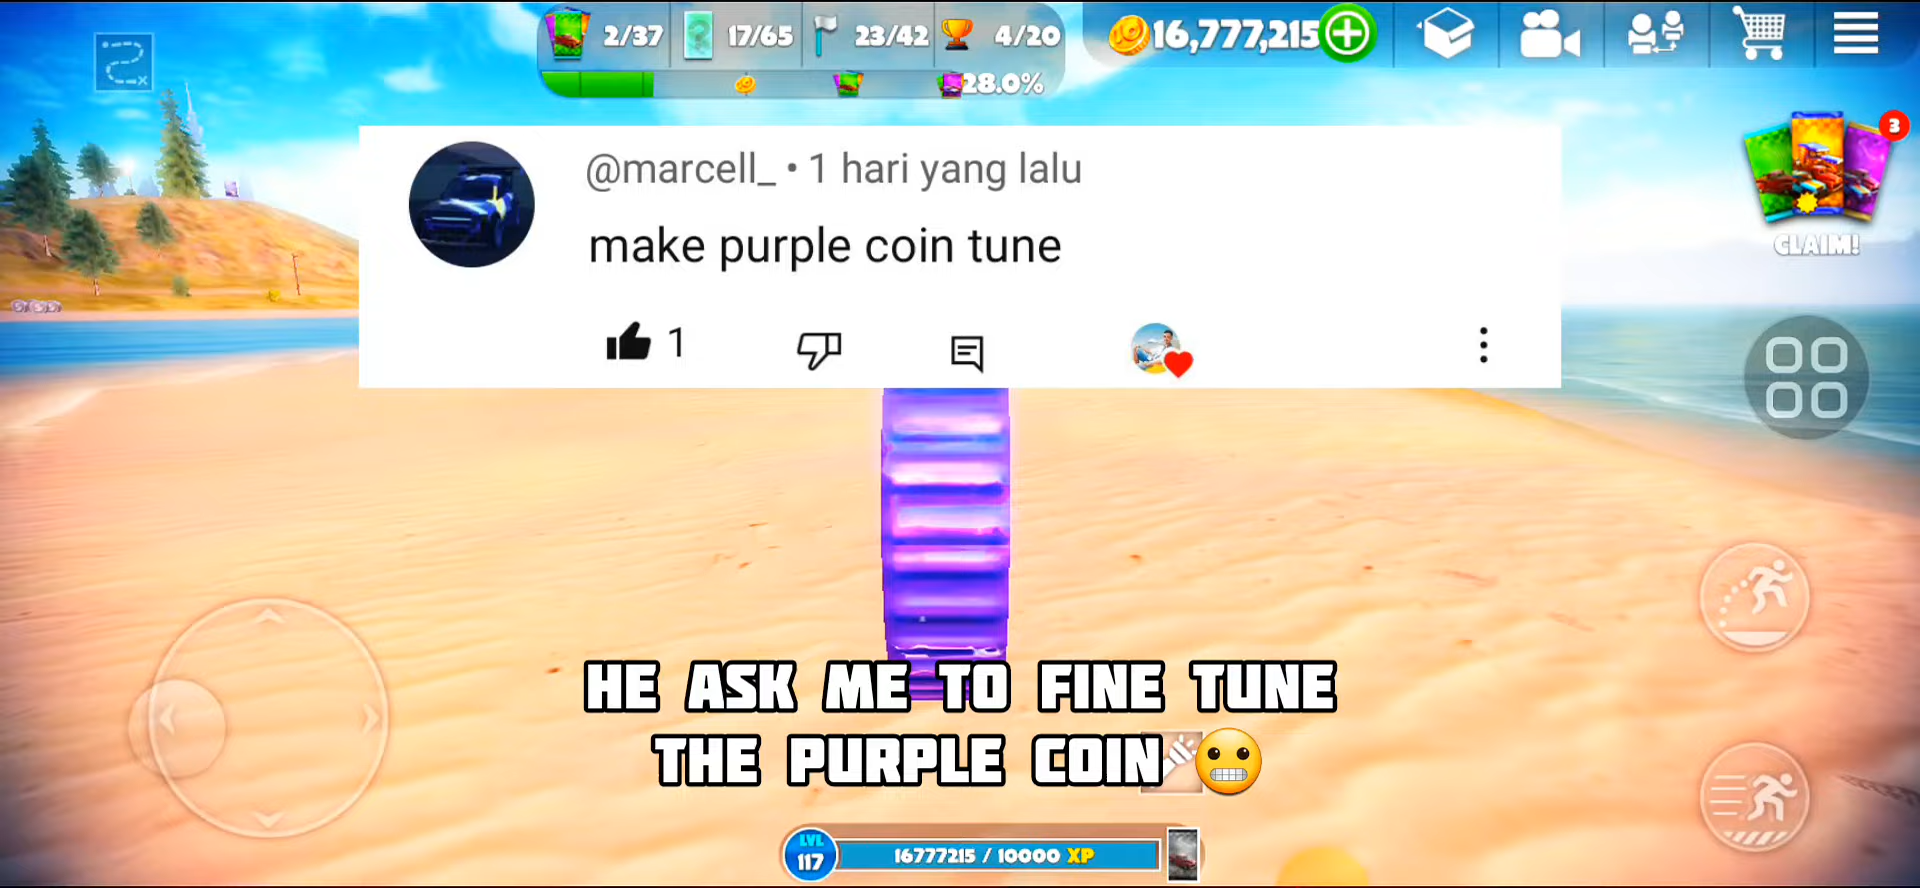 2/37 17/65 23/42 4/20 16,777,215
28.0%
3
CLAIM!
@marcell_ • 1 hari yang lalu
make purple coin tune
1
HE ASK ME TO FINE TUNE
THE PURPLE COIN😬
LVL
117
16777215 / 10000 XP